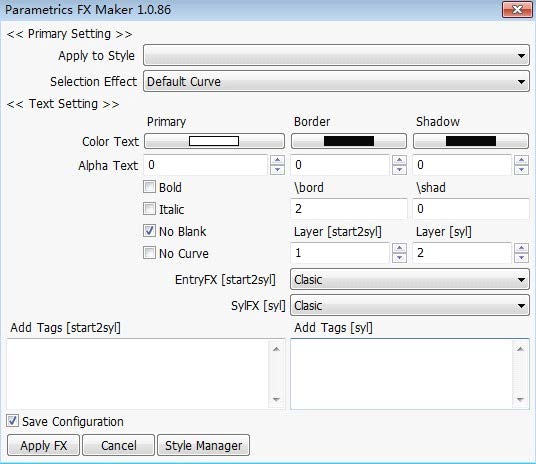 Parametrics FX Maker 1.0.86
<< Primary Setting >>
Apply to Style
Selection Effect Default Curve
<< Text Setting >>
Primary Border Shadow
Color Text
Alpha Text 0 0 0
Bold \bord \shad
Italic 2 0
No Blank Layer [start2syl] Layer [syl]
No Curve 1 2
EntryFX [start2syl] Clasic
SylFX [syl] Clasic
Add Tags [start2syl] Add Tags [syl]
Save Configuration
Apply FX Cancel Style Manager